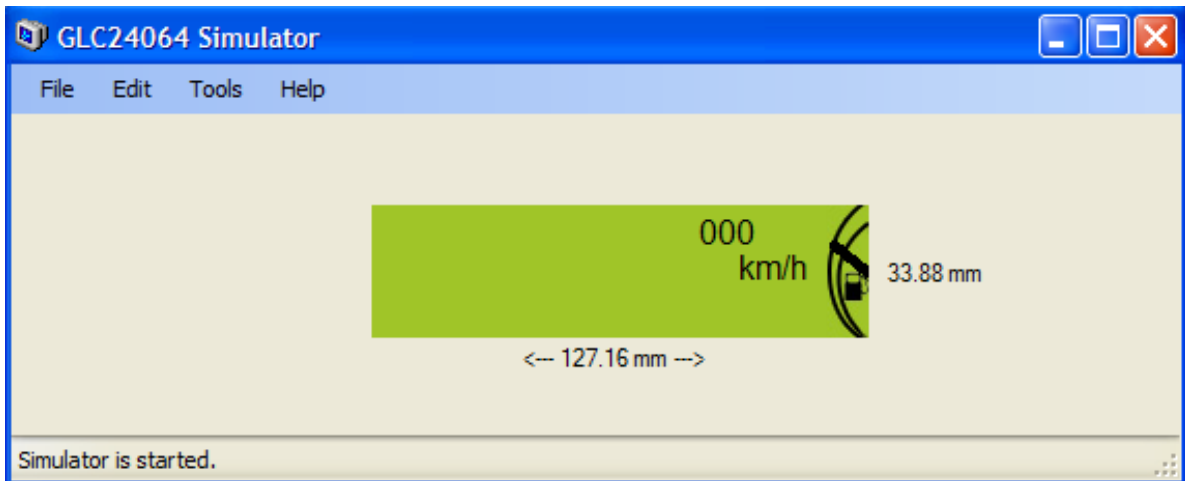 GLC24064 Simulator
File Edit Tools Help
000
km/h
33.88 mm
<--- 127.16 mm --->
Simulator is started.